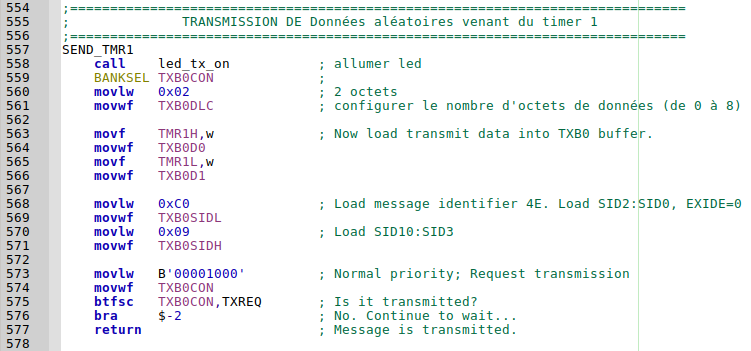 554 ;=============================================================================
555 ;              TRANSMISSION DE Données aléatoires venant du timer 1
556 ;=============================================================================
557 SEND_TMR1
558     call    led_tx_on           ; allumer led
559     BANKSEL TXB0CON             ;
560     movlw   0x02                ; 2 octets
561     movwf   TXB0DLC             ; configurer le nombre d'octets de données (de 0 à 8)
562
563     movf    TMR1H,w             ; Now load transmit data into TXB0 buffer.
564     movwf   TXB0D0
565     movf    TMR1L,w
566     movwf   TXB0D1
567
568     movlw   0xC0                ; Load message identifier 4E. Load SID2:SID0, EXIDE=0
569     movwf   TXB0SIDL
570     movlw   0x09                ; Load SID10:SID3
571     movwf   TXB0SIDH
572
573     movlw   B'00001000'         ; Normal priority; Request transmission
574     movwf   TXB0CON
575     btfsc   TXB0CON,TXREQ       ; Is it transmitted?
576     bra     $-2                 ; No. Continue to wait...
577     return                      ; Message is transmitted.
578